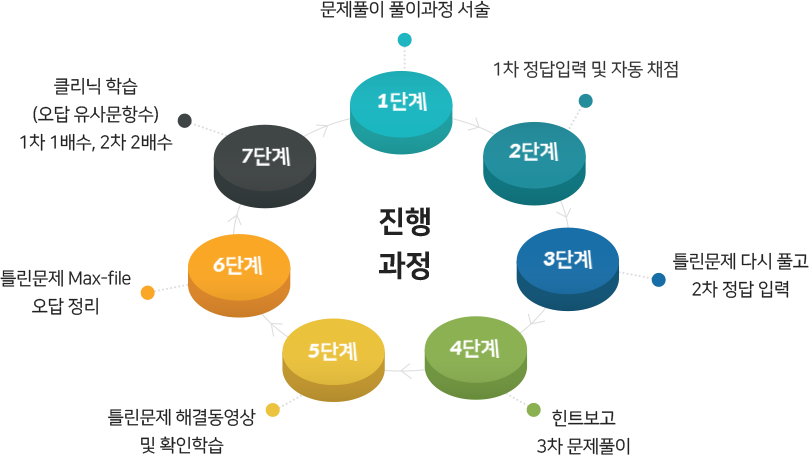 문제풀이 풀이과정 서술
1단계
1차 정답입력 및 자동 채점
2단계
틀린문제 다시 풀고
2차 정답 입력
3단계
힌트보고
3차 문제풀이
4단계
틀린문제 해결동영상
및 확인학습
5단계
틀린문제 Max-file
오답 정리
6단계
클리닉 학습
(오답 유사문항수)
1차 1배수, 2차 2배수
7단계
진행
과정